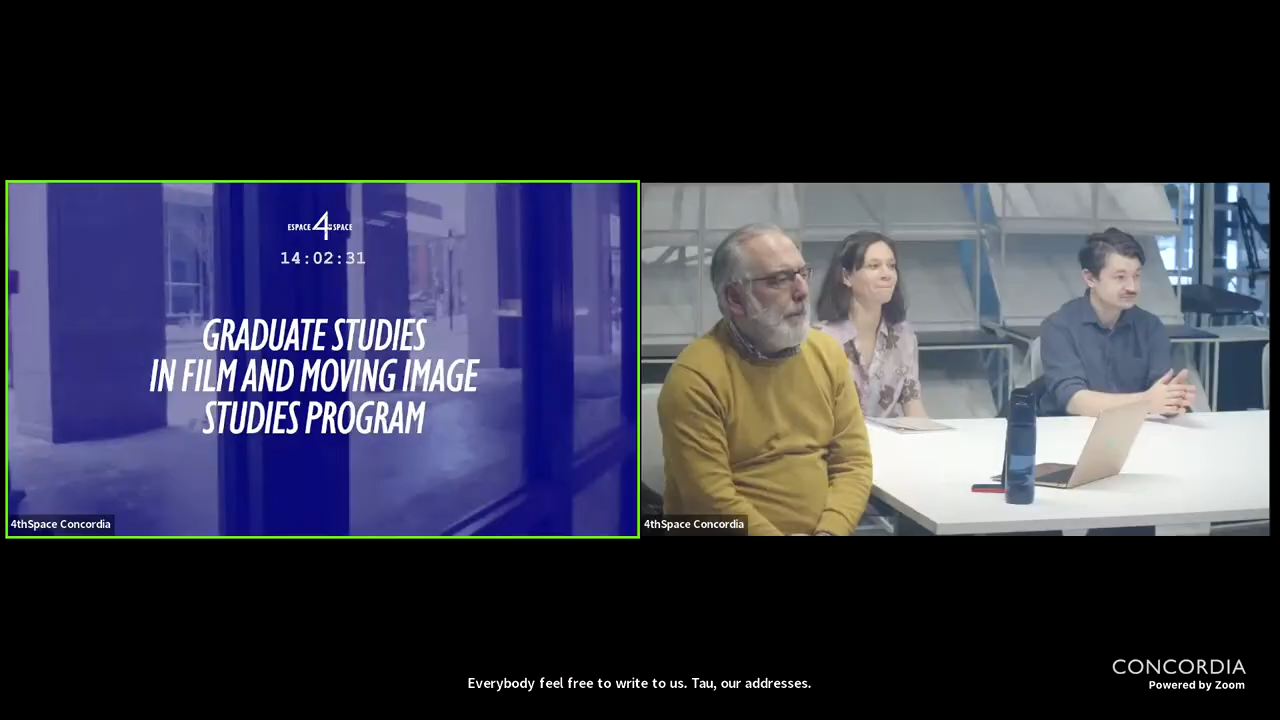 ESPACE 4TH SPACE
14:02:31
GRADUATE STUDIES
IN FILM AND MOVING IMAGE
STUDIES PROGRAM
4thSpace Concordia
4thSpace Concordia
Everybody feel free to write to us. Tau, our addresses.
CONCORDIA
Powered by Zoom